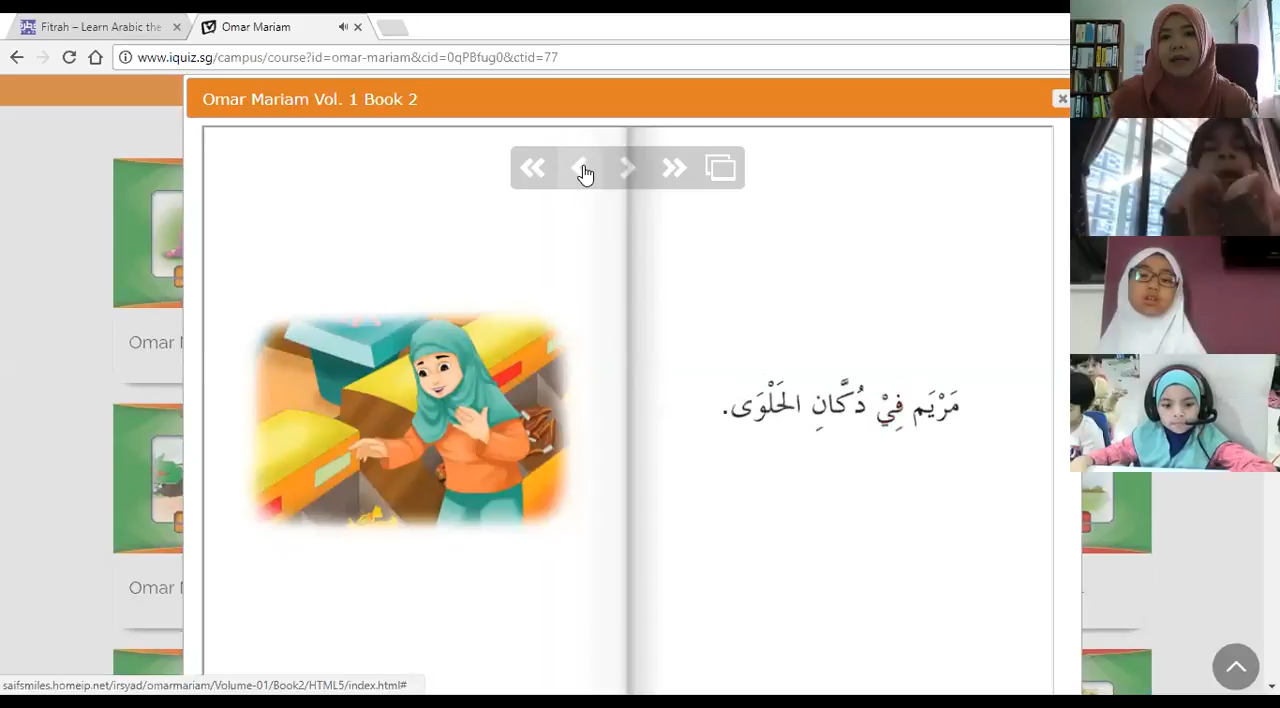 Fitrah – Learn Arabic the
Omar Mariam
www.iquiz.sg/campus/course?id=omar-mariam&cid=0qPBfug0&ctid=77
Omar Mariam Vol. 1 Book 2
مَرْيَم فِيْ دُكَّانِ الحَلْوَى.
Omar
Omar
saifsmiles.homeip.net/irsyad/omarmariam/Volume-01/Book2/HTML5/index.html#